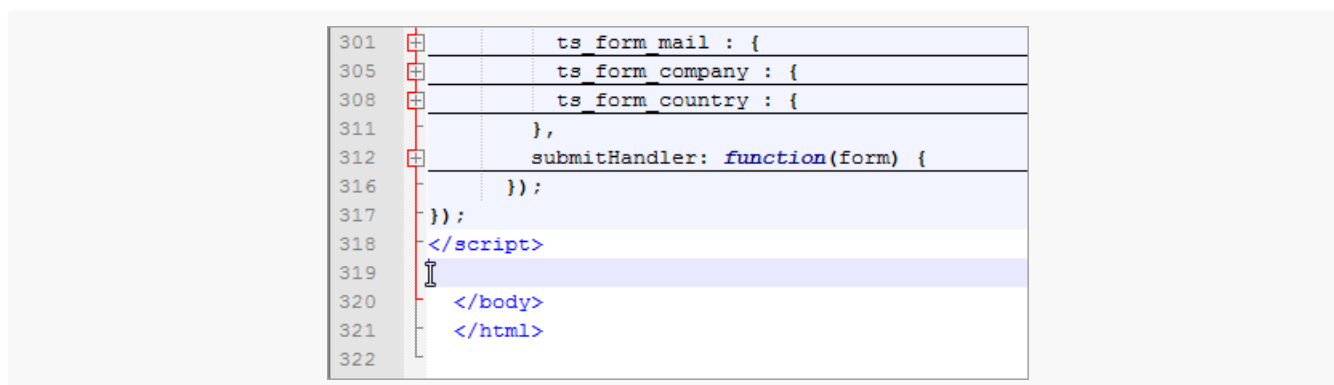 301 ts_form_mail : {
305 ts_form_company : {
308 ts_form_country : {
311 },
312 submitHandler: function(form) {
316 });
317 });
318 </script>
319
320 </body>
321 </html>
322